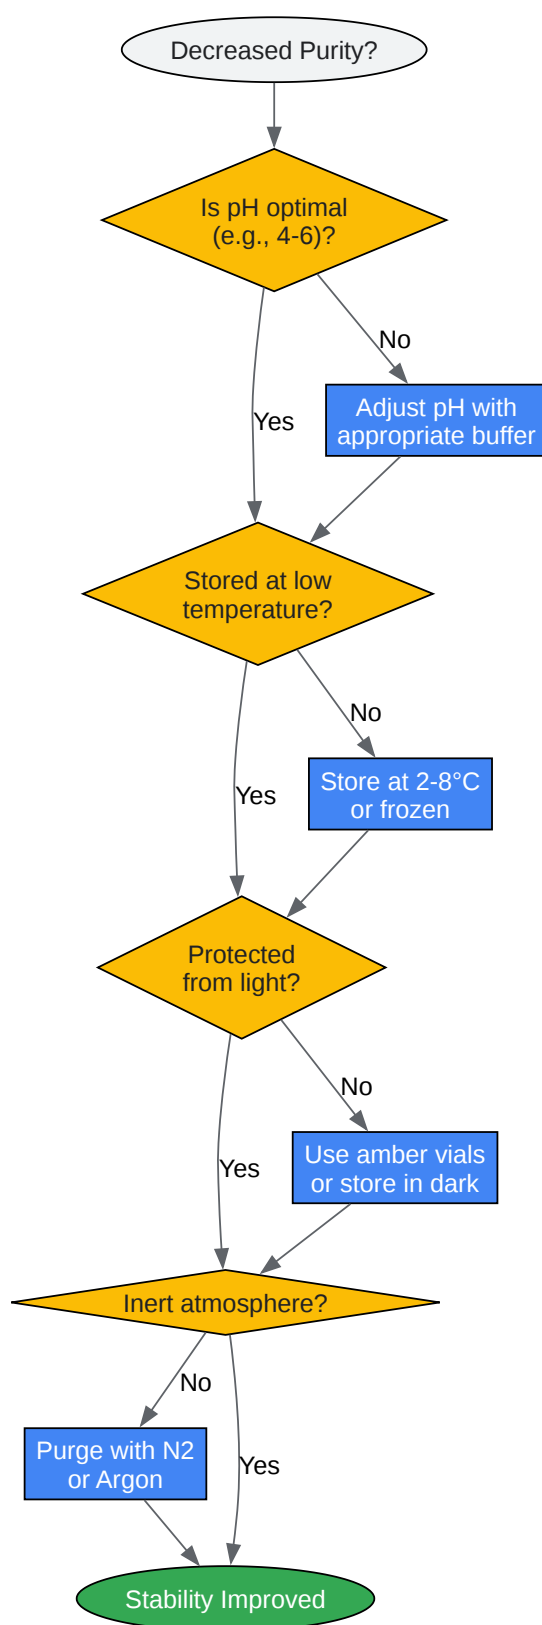 Decreased Purity?
Is pH optimal
(e.g., 4-6)?
No
Adjust pH with
appropriate buffer
Yes
Stored at low
temperature?
No
Store at 2-8°C
or frozen
Yes
Protected
from light?
No
Use amber vials
or store in dark
Yes
Inert atmosphere?
No
Purge with N2
or Argon
Yes
Stability Improved